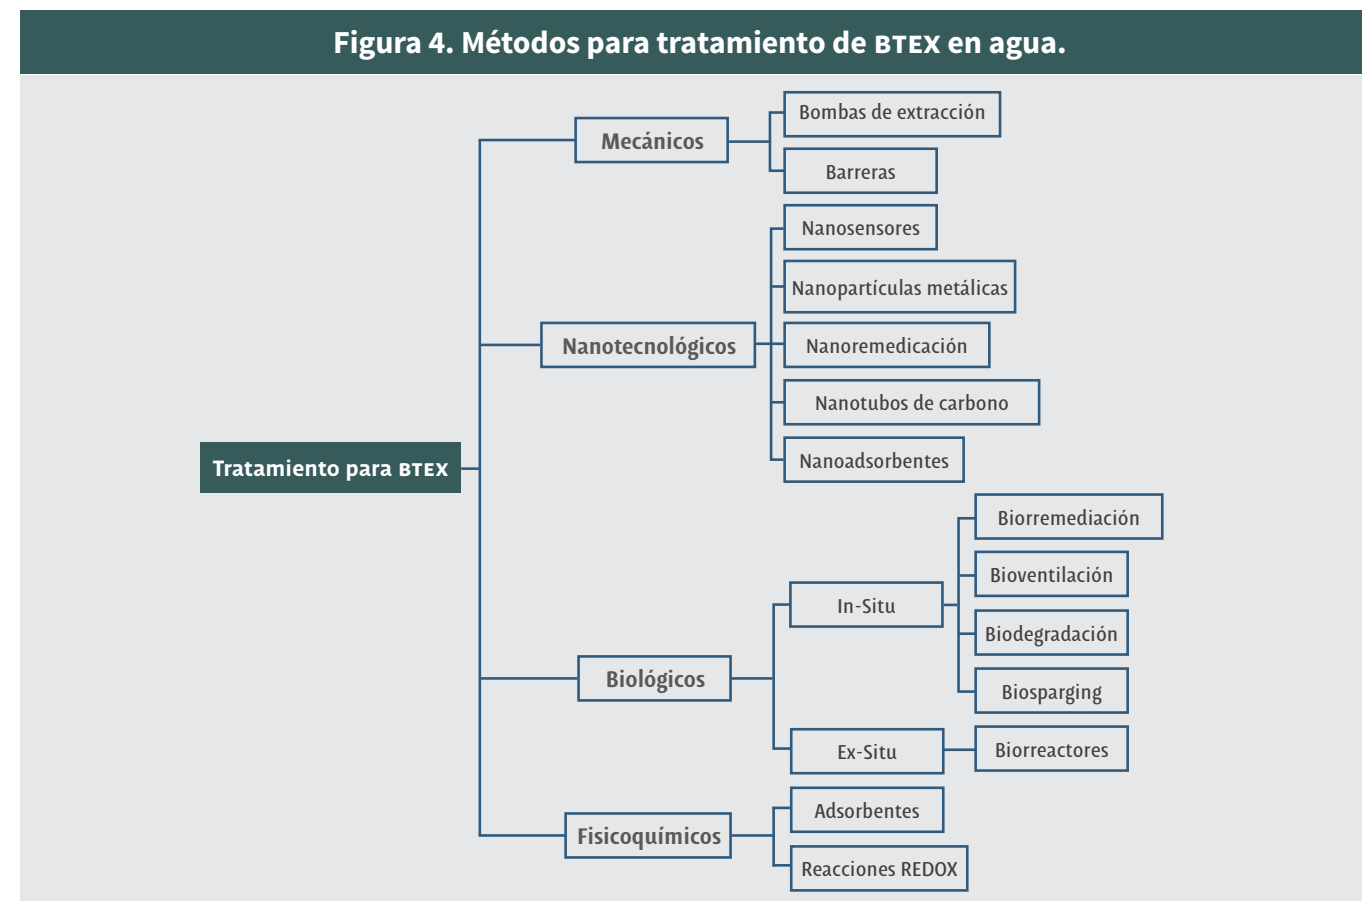 Figura 4. Métodos para tratamiento de BTEX en agua.
Tratamiento para BTEX
Mecánicos
Bombas de extracción
Barreras
Nanotecnológicos
Nanosensores
Nanopartículas metálicas
Nanoremedicación
Nanotubos de carbono
Nanoadsorbentes
Biológicos
In-Situ
Biorremediación
Bioventilación
Biodegradación
Biosparging
Ex-Situ
Biorreactores
Fisicoquímicos
Adsorbentes
Reacciones REDOX